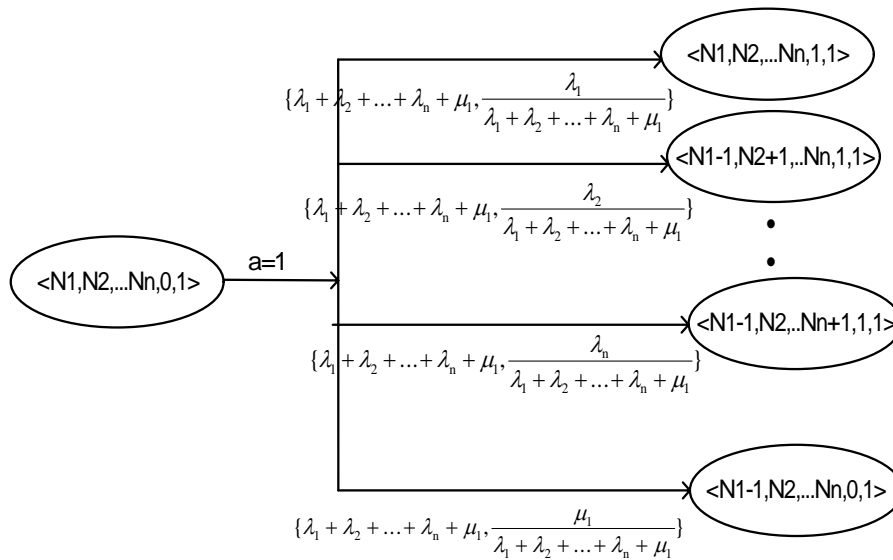 <N1,N2,...Nn,1,1>
{λ₁ + λ₂ + ... + λₙ + μ₁, λ₁ / (λ₁ + λ₂ + ... + λₙ + μ₁)}
<N1-1,N2+1,..Nn,1,1>
{λ₁ + λ₂ + ... + λₙ + μ₁, λ₂ / (λ₁ + λ₂ + ... + λₙ + μ₁)}
<N1,N2,...Nn,0,1>
a=1
<N1-1,N2,..Nn+1,1,1>
{λ₁ + λ₂ + ... + λₙ + μ₁, λₙ / (λ₁ + λ₂ + ... + λₙ + μ₁)}
<N1-1,N2,...Nn,0,1>
{λ₁ + λ₂ + ... + λₙ + μ₁, μ₁ / (λ₁ + λ₂ + ... + λₙ + μ₁)}